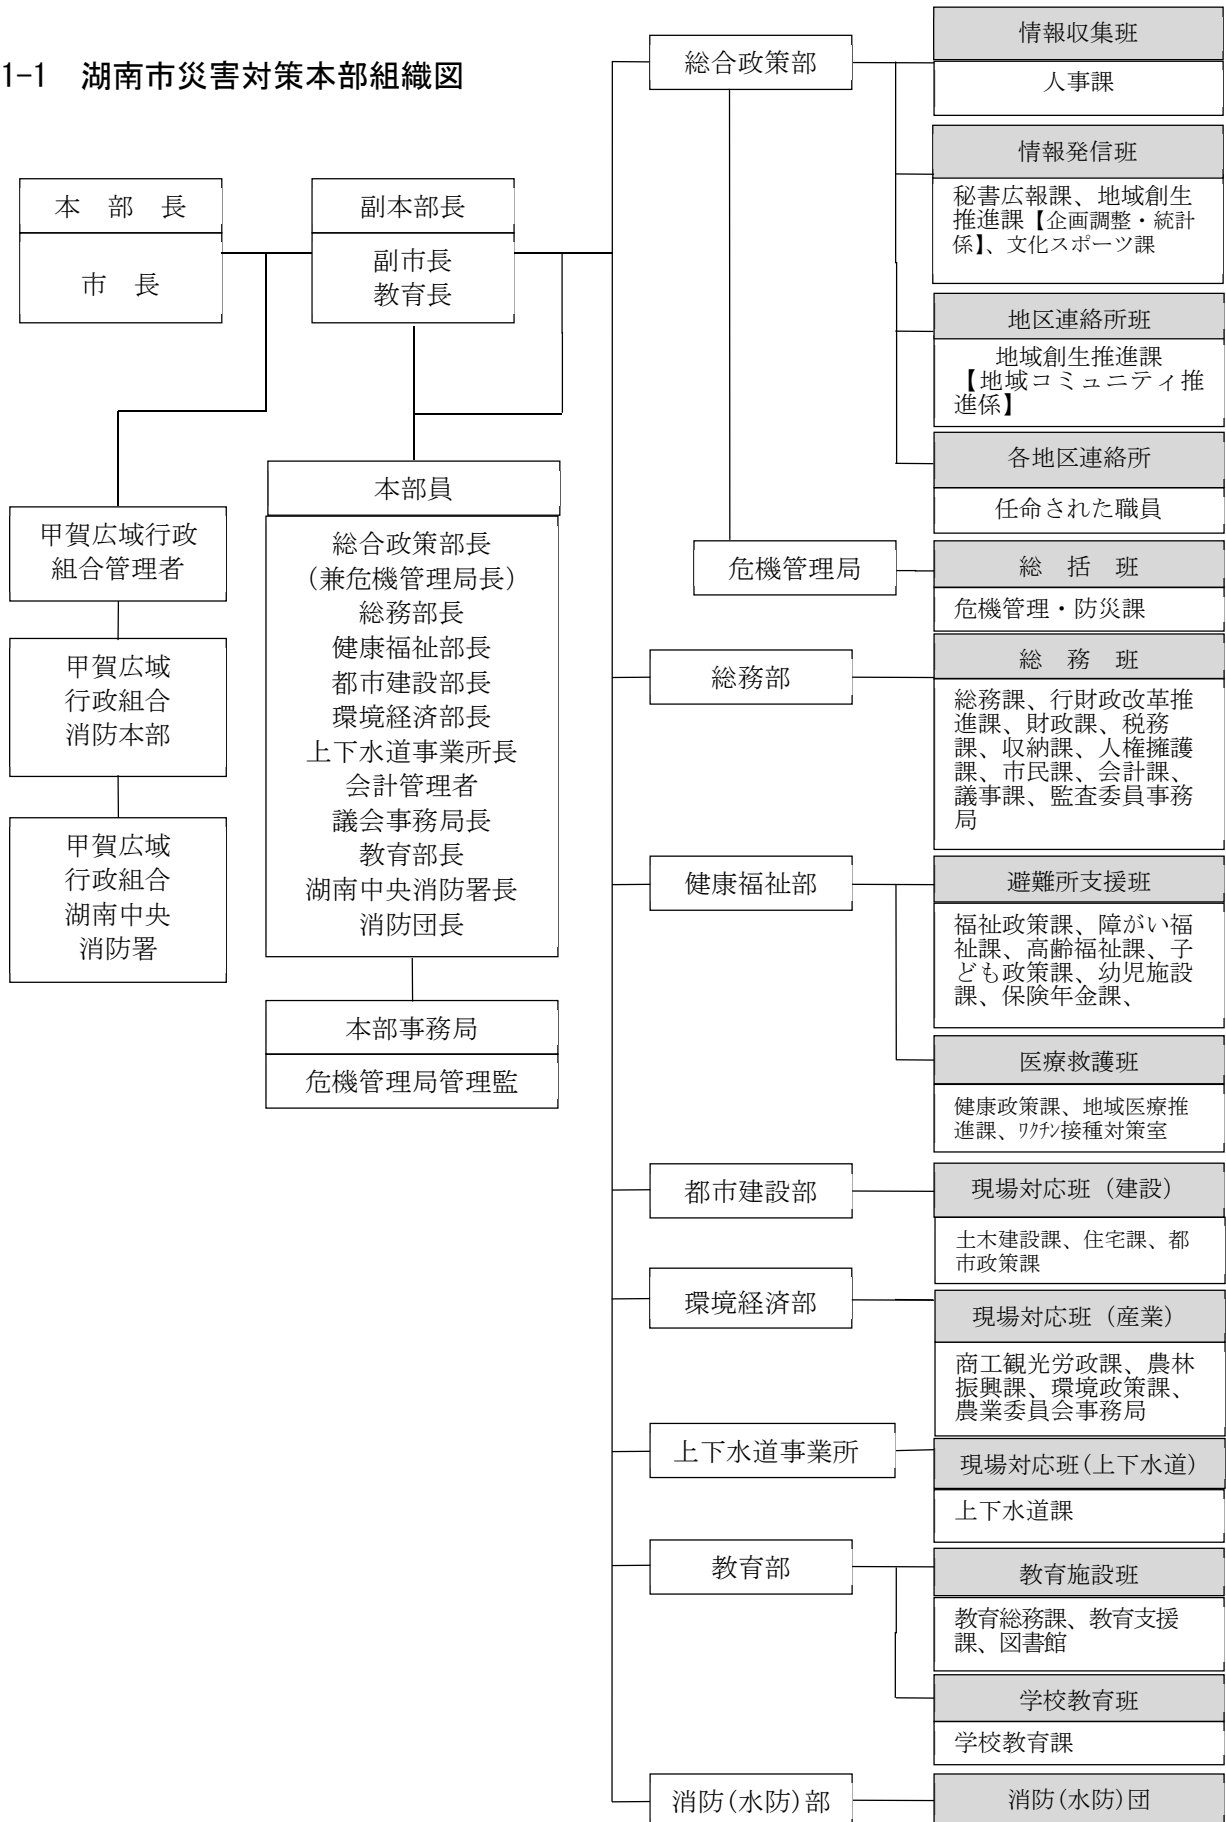 1-1 湖南市災害対策本部組織図
本 部 長
市 長
副本部長
副市長
教育長
甲賀広域行政
組合管理者
甲賀広域
行政組合
消防本部
甲賀広域
行政組合
湖南中央
消防署
本部員
総合政策部長
(兼危機管理局長)
総務部長
健康福祉部長
都市建設部長
環境経済部長
上下水道事業所長
会計管理者
議会事務局長
教育部長
湖南中央消防署長
消防団長
本部事務局
危機管理局管理監
総合政策部
情報収集班
人事課
情報発信班
秘書広報課、地域創生
推進課【企画調整・統計
係】、文化スポーツ課
地区連絡所班
地域創生推進課
【地域コミュニティ推
進係】
各地区連絡所
任命された職員
危機管理局
総 括 班
危機管理・防災課
総務部
総 務 班
総務課、行財政改革推
進課、財政課、税務
課、収納課、人権擁護
課、市民課、会計課、
議事課、監査委員事務
局
健康福祉部
避難所支援班
福祉政策課、障がい福
祉課、高齢福祉課、子
ども政策課、幼児施設
課、保険年金課、
医療救護班
健康政策課、地域医療推
進課、ワクチン接種対策室
都市建設部
現場対応班（建設）
土木建設課、住宅課、都
市政策課
環境経済部
現場対応班（産業）
商工観光労政課、農林
振興課、環境政策課、
農業委員会事務局
上下水道事業所
現場対応班(上下水道)
上下水道課
教育部
教育施設班
教育総務課、教育支援
課、図書館
学校教育班
学校教育課
消防(水防)部
消防(水防)団